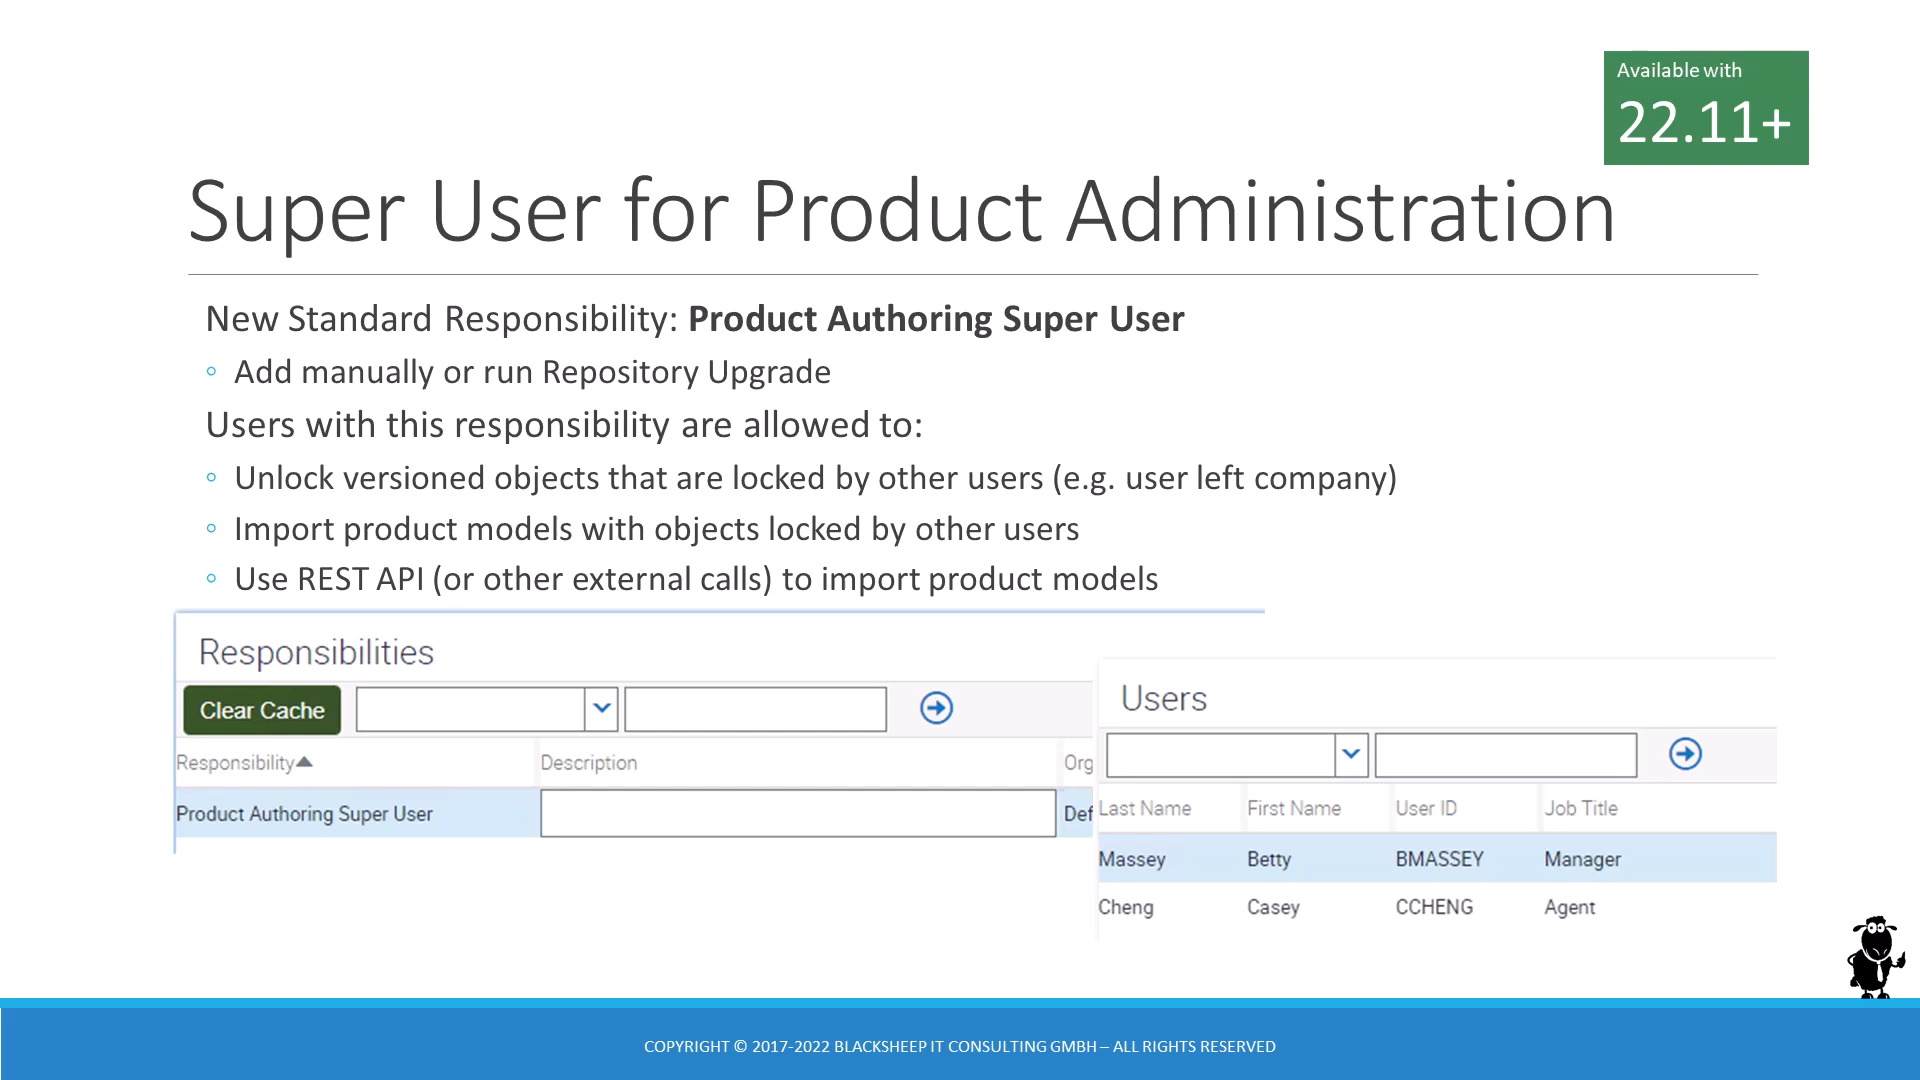 Available with
22.11+
Super User for Product Administration
New Standard Responsibility: Product Authoring Super User
◦ Add manually or run Repository Upgrade
Users with this responsibility are allowed to:
◦ Unlock versioned objects that are locked by other users (e.g. user left company)
◦ Import product models with objects locked by other users
◦ Use REST API (or other external calls) to import product models
Responsibilities
Clear Cache
Responsibility Description Org
Product Authoring Super User Def
Users
Last Name First Name User ID Job Title
Massey Betty BMASSEY Manager
Cheng Casey CCHENG Agent
COPYRIGHT © 2017-2022 BLACKSHEEP IT CONSULTING GMBH – ALL RIGHTS RESERVED